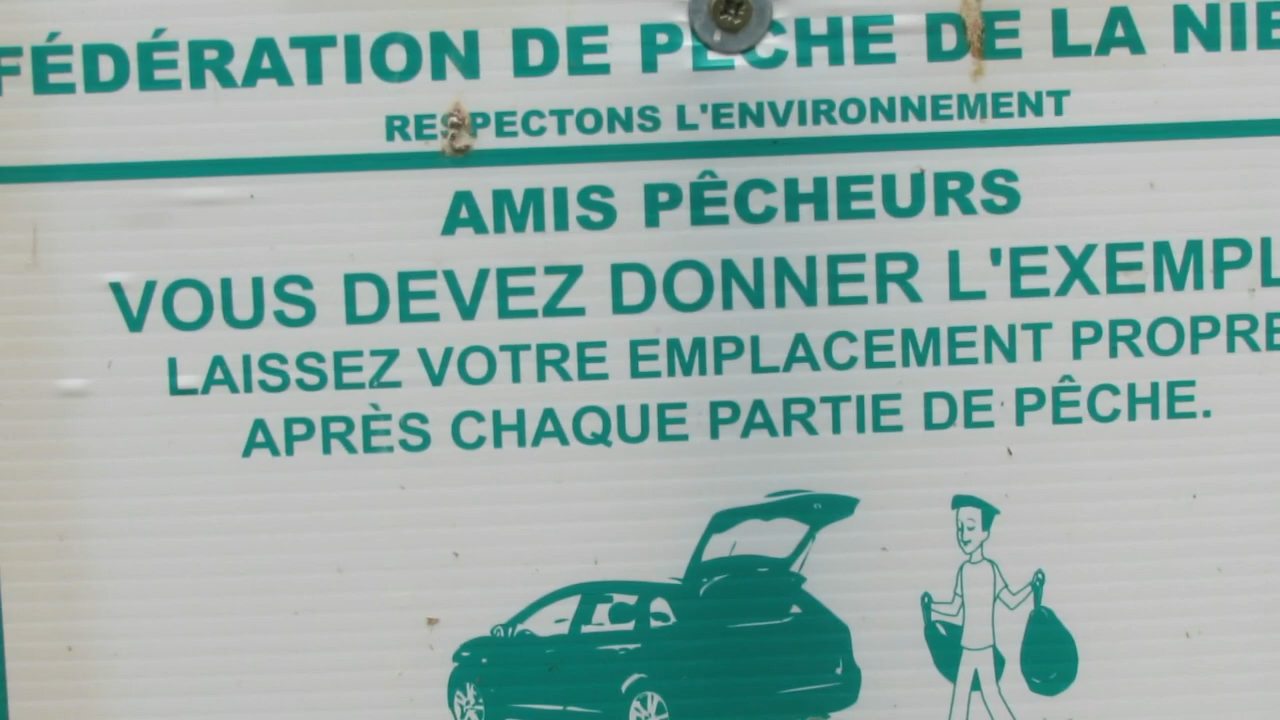 FÉDÉRATION DE PÊCHE DE LA
RESPECTONS L'ENVIRONNEMENT
AMIS PÊCHEURS
VOUS DEVEZ DONNER L'EXEMPL
LAISSEZ VOTRE EMPLACEMENT PROPRE
APRÈS CHAQUE PARTIE DE PÊCHE.